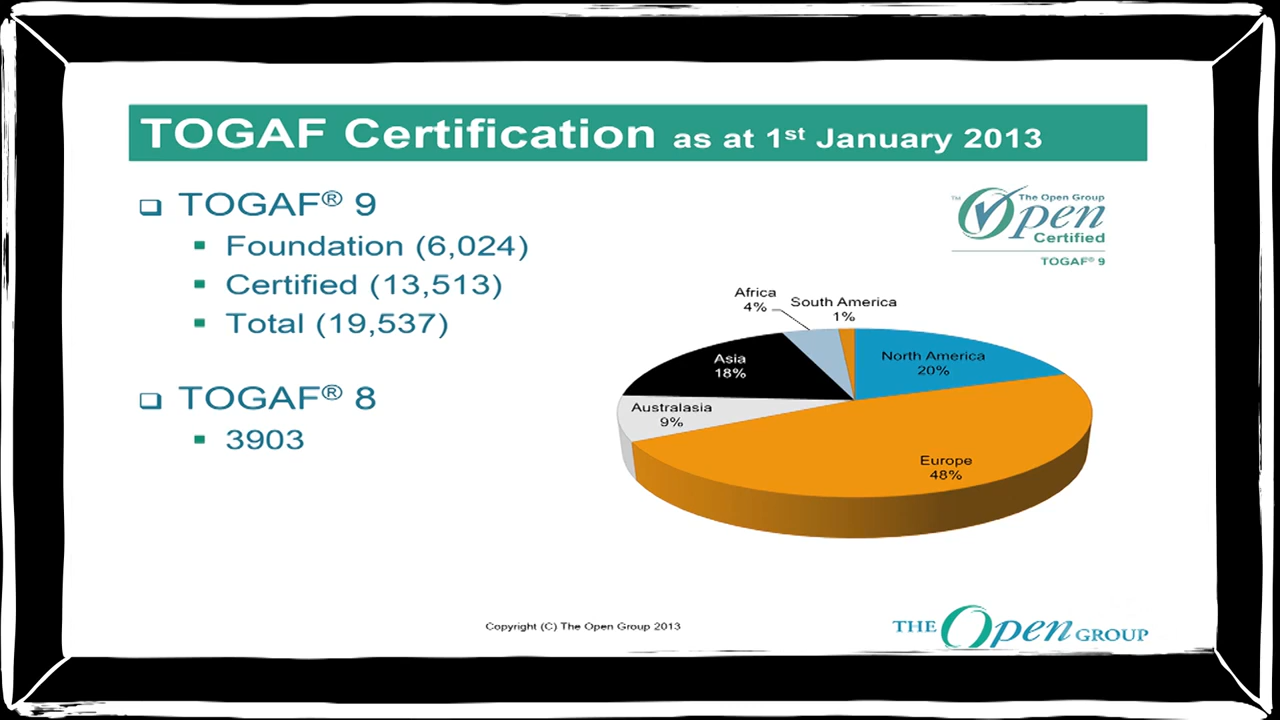 TOGAF Certification as at 1st January 2013
TOGAF® 9
Foundation (6,024)
Certified (13,513)
Total (19,537)
TOGAF® 8
3903
™ The Open Group
Open
Certified
TOGAF® 9
Africa
4%
South America
1%
North America
20%
Asia
18%
Australasia
9%
Europe
48%
Copyright (C) The Open Group 2013
THE Open GROUP